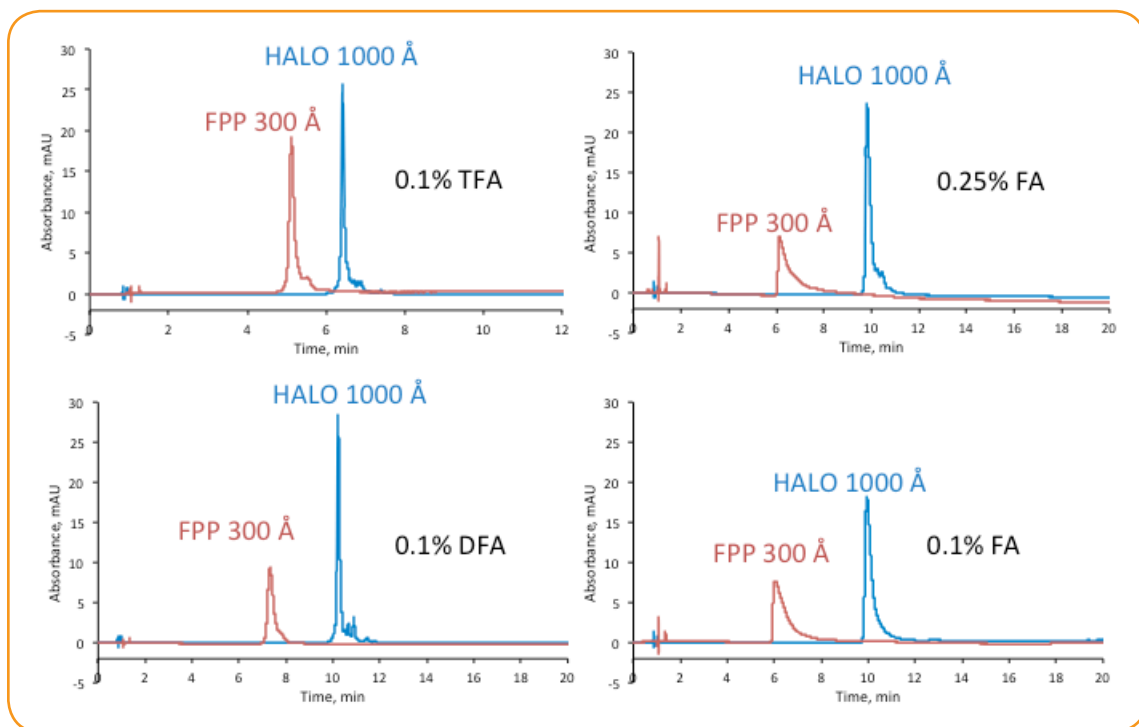 30
25
20
15
10
5
0
-5
Absorbance, mAU
HALO 1000 Å
FPP 300 Å
0.1% TFA
0 2 4 6 8 10 12
Time, min
30
25
20
15
10
5
0
-5
Absorbance, mAU
HALO 1000 Å
FPP 300 Å
0.25% FA
0 2 4 6 8 10 12 14 16 18 20
Time, min
30
25
20
15
10
5
0
-5
Absorbance, mAU
HALO 1000 Å
FPP 300 Å
0.1% DFA
0 2 4 6 8 10 12 14 16 18 20
Time, min
30
25
20
15
10
5
0
-5
Absorbance, mAU
HALO 1000 Å
FPP 300 Å
0.1% FA
0 2 4 6 8 10 12 14 16 18 20
Time, min